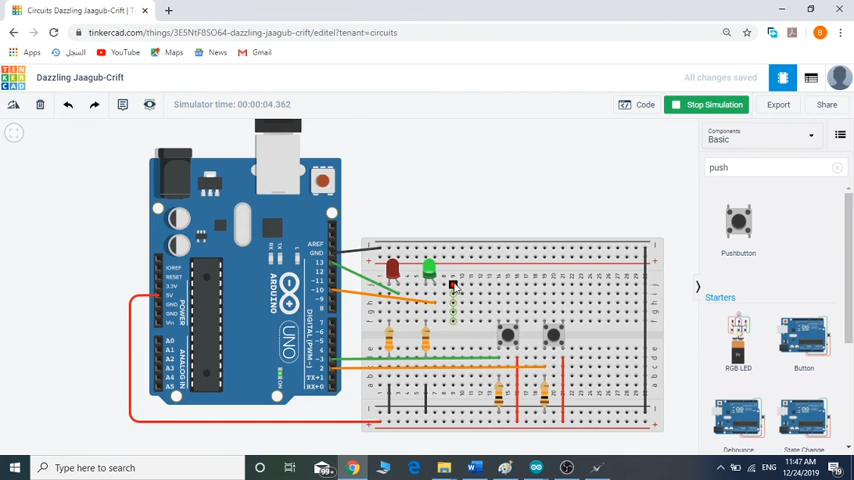 Circuits Dazzling Jaagub-Crift | T
tinkercad.com/things/3E5NtF8SO64-dazzling-jaagub-crift/editel?tenant=circuits
Apps
السجل
YouTube
Maps
News
Gmail
TIN
KER
CAD
Dazzling Jaagub-Crift
All changes saved
Simulator time: 00:00:04.362
Code
Stop Simulation
Export
Share
Components
Basic
push
Pushbutton
Starters
RGB LED
Button
Debounce
State Change
AREF
GND
13
12
~11
~10
~9
8
7
~6
~5
4
~3
2
TX→1
RX←0
IOREF
RESET
3.3V
5V
GND
GND
Vin
A0
A1
A2
A3
A4
A5
POWER
ANALOG IN
DIGITAL (PWM~)
ARDUINO
UNO
L
TX
RX
ON
Type here to search
99+
ENG
11:47 AM
12/24/2019
19